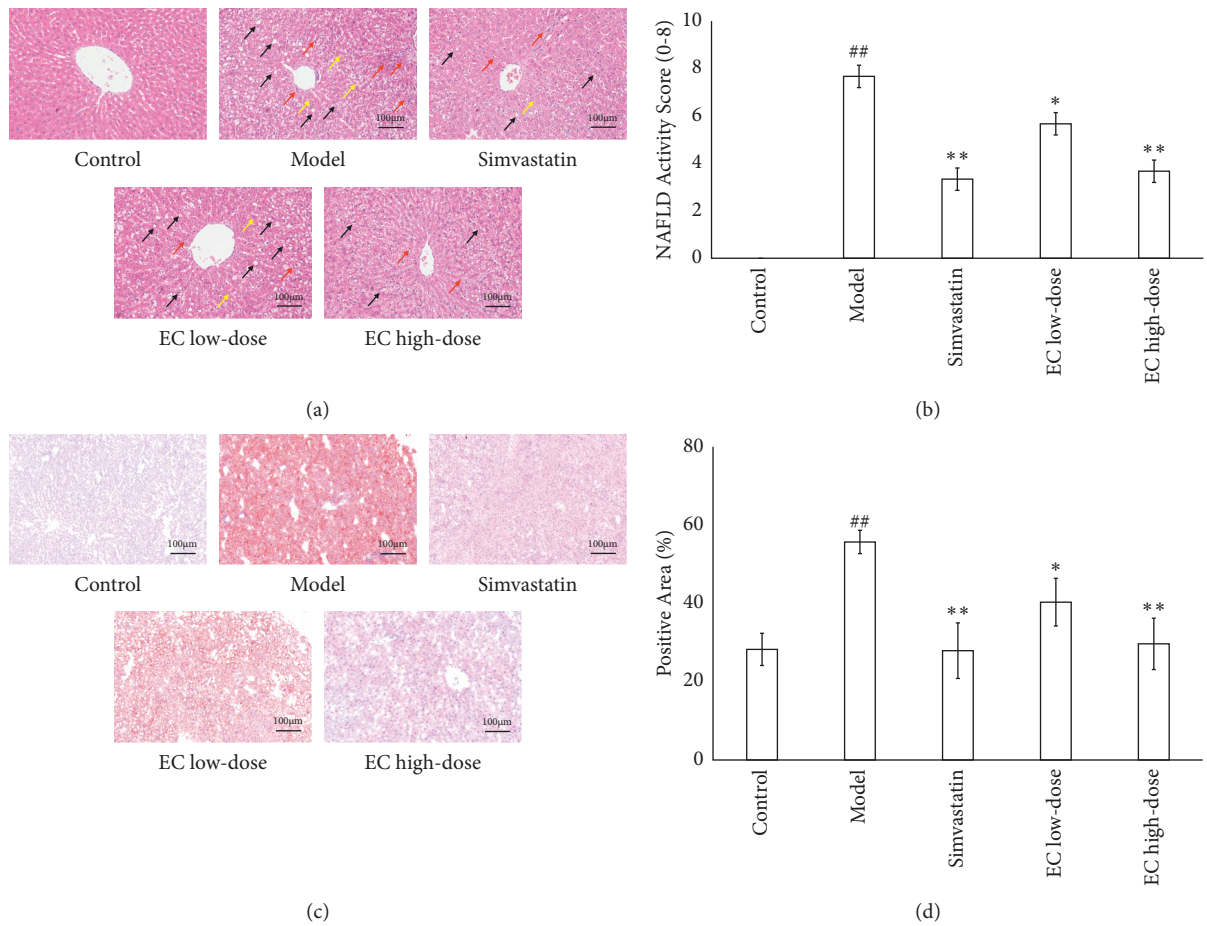 100μm
100μm
Control
Model
Simvastatin
100μm
100μm
EC low-dose
EC high-dose
(a)
NAFLD Activity Score (0-8)
10
8
6
4
2
0
##
**
*
**
Control
Model
Simvastatin
EC low-dose
EC high-dose
(b)
100μm
100μm
100μm
Control
Model
Simvastatin
100μm
100μm
EC low-dose
EC high-dose
(c)
Positive Area (%)
80
60
40
20
0
##
**
*
**
Control
Model
Simvastatin
EC low-dose
EC high-dose
(d)